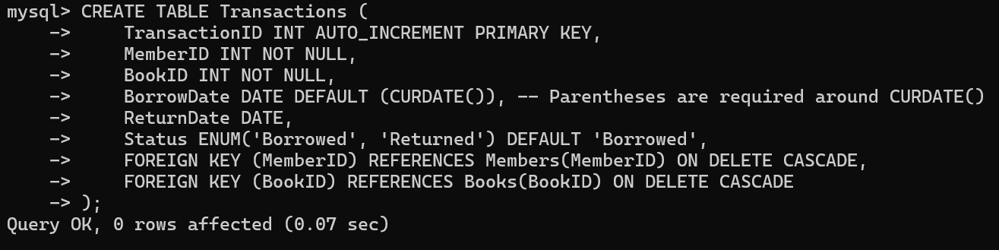 mysql> CREATE TABLE Transactions (
    ->     TransactionID INT AUTO_INCREMENT PRIMARY KEY,
    ->     MemberID INT NOT NULL,
    ->     BookID INT NOT NULL,
    ->     BorrowDate DATE DEFAULT (CURDATE()), -- Parentheses are required around CURDATE()
    ->     ReturnDate DATE,
    ->     Status ENUM('Borrowed', 'Returned') DEFAULT 'Borrowed',
    ->     FOREIGN KEY (MemberID) REFERENCES Members(MemberID) ON DELETE CASCADE,
    ->     FOREIGN KEY (BookID) REFERENCES Books(BookID) ON DELETE CASCADE
    -> );
Query OK, 0 rows affected (0.07 sec)